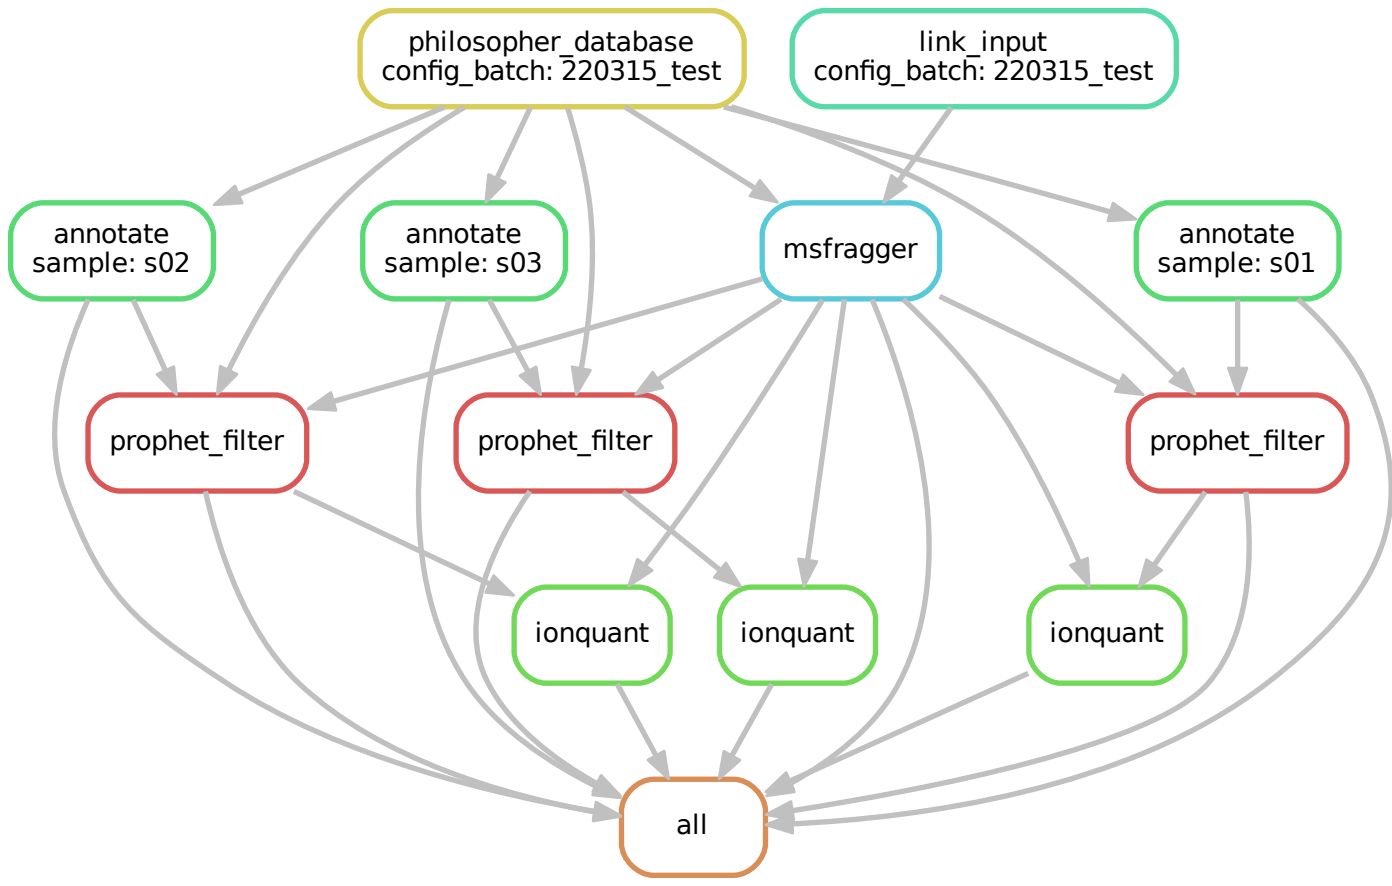 philosopher_database
config_batch: 220315_test
link_input
config_batch: 220315_test
annotate
sample: s02
annotate
sample: s03
msfragger
annotate
sample: s01
prophet_filter
prophet_filter
prophet_filter
ionquant
ionquant
ionquant
all